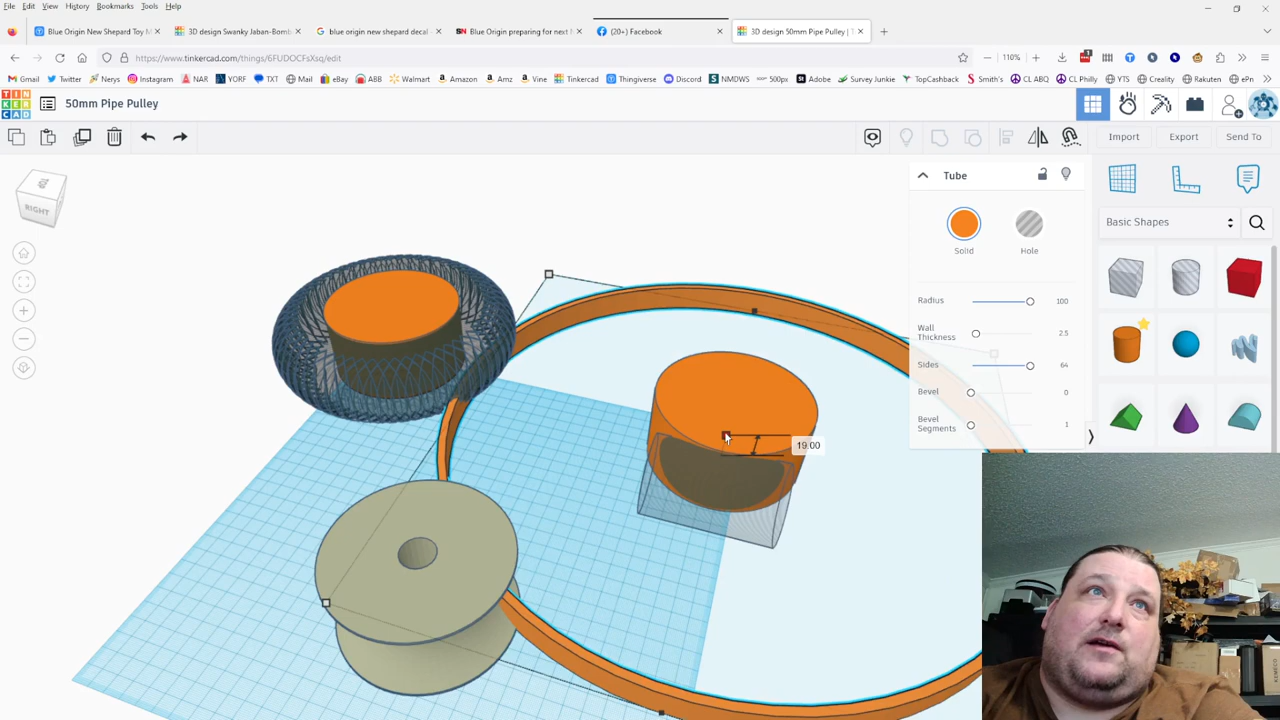 File Edit View History Bookmarks Tools Help
Blue Origin New Shepard Toy M
3D design Swanky Jaban-Bomb
blue origin new shepard decal
Blue Origin preparing for next
(20+) Facebook
3D design 50mm Pipe Pulley | T
https://www.tinkercad.com/things/6FUDOCFsXsq/edit
110%
Gmail Twitter Nerys Instagram NAR YORF TXT Mail eBay ABB Walmart Amazon Amz Vine Tinkercad Thingiverse Discord NMDWS 500px Adobe Survey Junkie TopCashback Smith's CL ABQ CL Philly YTS Creality Rakuten ePn
TIN
KER
CAD
50mm Pipe Pulley
Import Export Send To
RIGHT
Tube
Solid Hole
Radius 100
Wall Thickness 2.5
Sides 64
Bevel 0
Bevel Segments 1
Basic Shapes
19.00